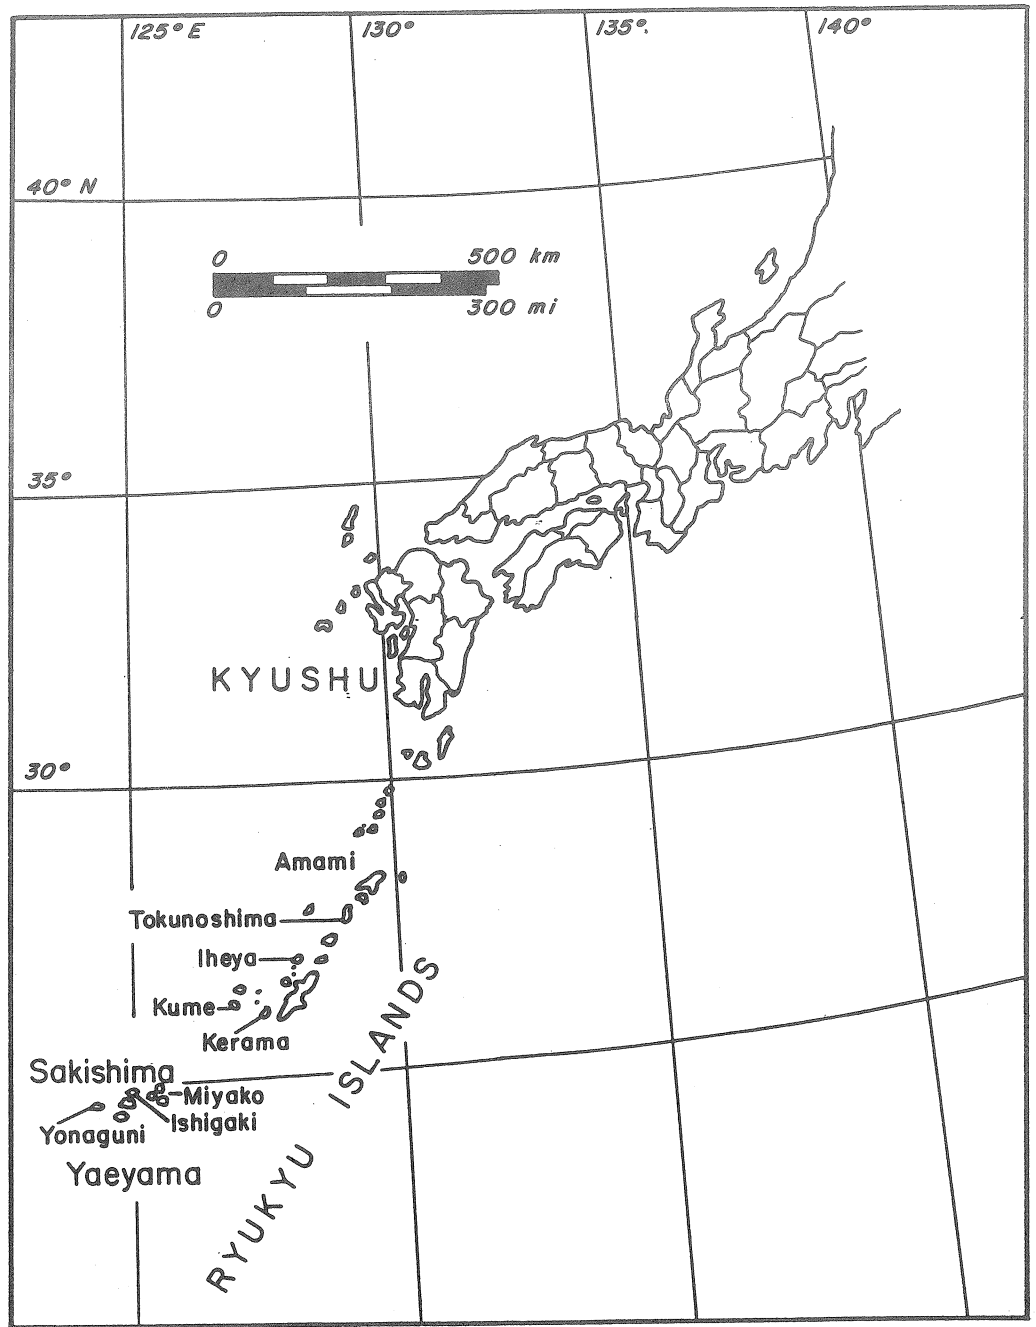 125° E
130°
135°.
140°
40° N
0
500 km
0
300 mi
35°
KYUSHU
30°
Amami
Tokunoshima
Iheya
Kume
Kerama
RYUKYU ISLANDS
Sakishima
Miyako
Ishigaki
Yonaguni
Yaeyama